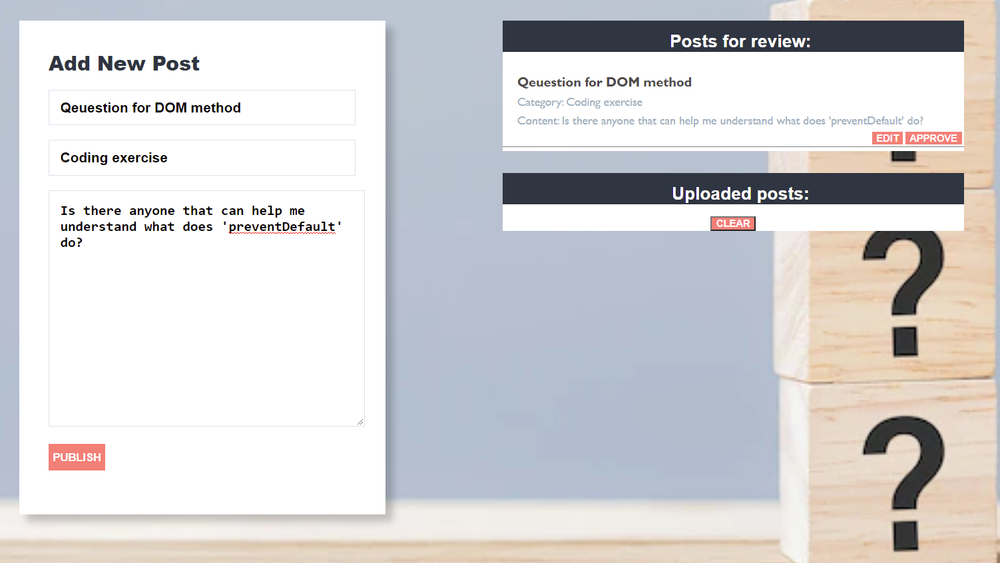 Add New Post
Qeuestion for DOM method
Coding exercise
Is there anyone that can help me
understand what does 'preventDefault'
do?
PUBLISH
Posts for review:
Qeuestion for DOM method
Category: Coding exercise
Content: Is there anyone that can help me understand what does 'preventDefault' do?
EDIT APPROVE
Uploaded posts:
CLEAR
?
?